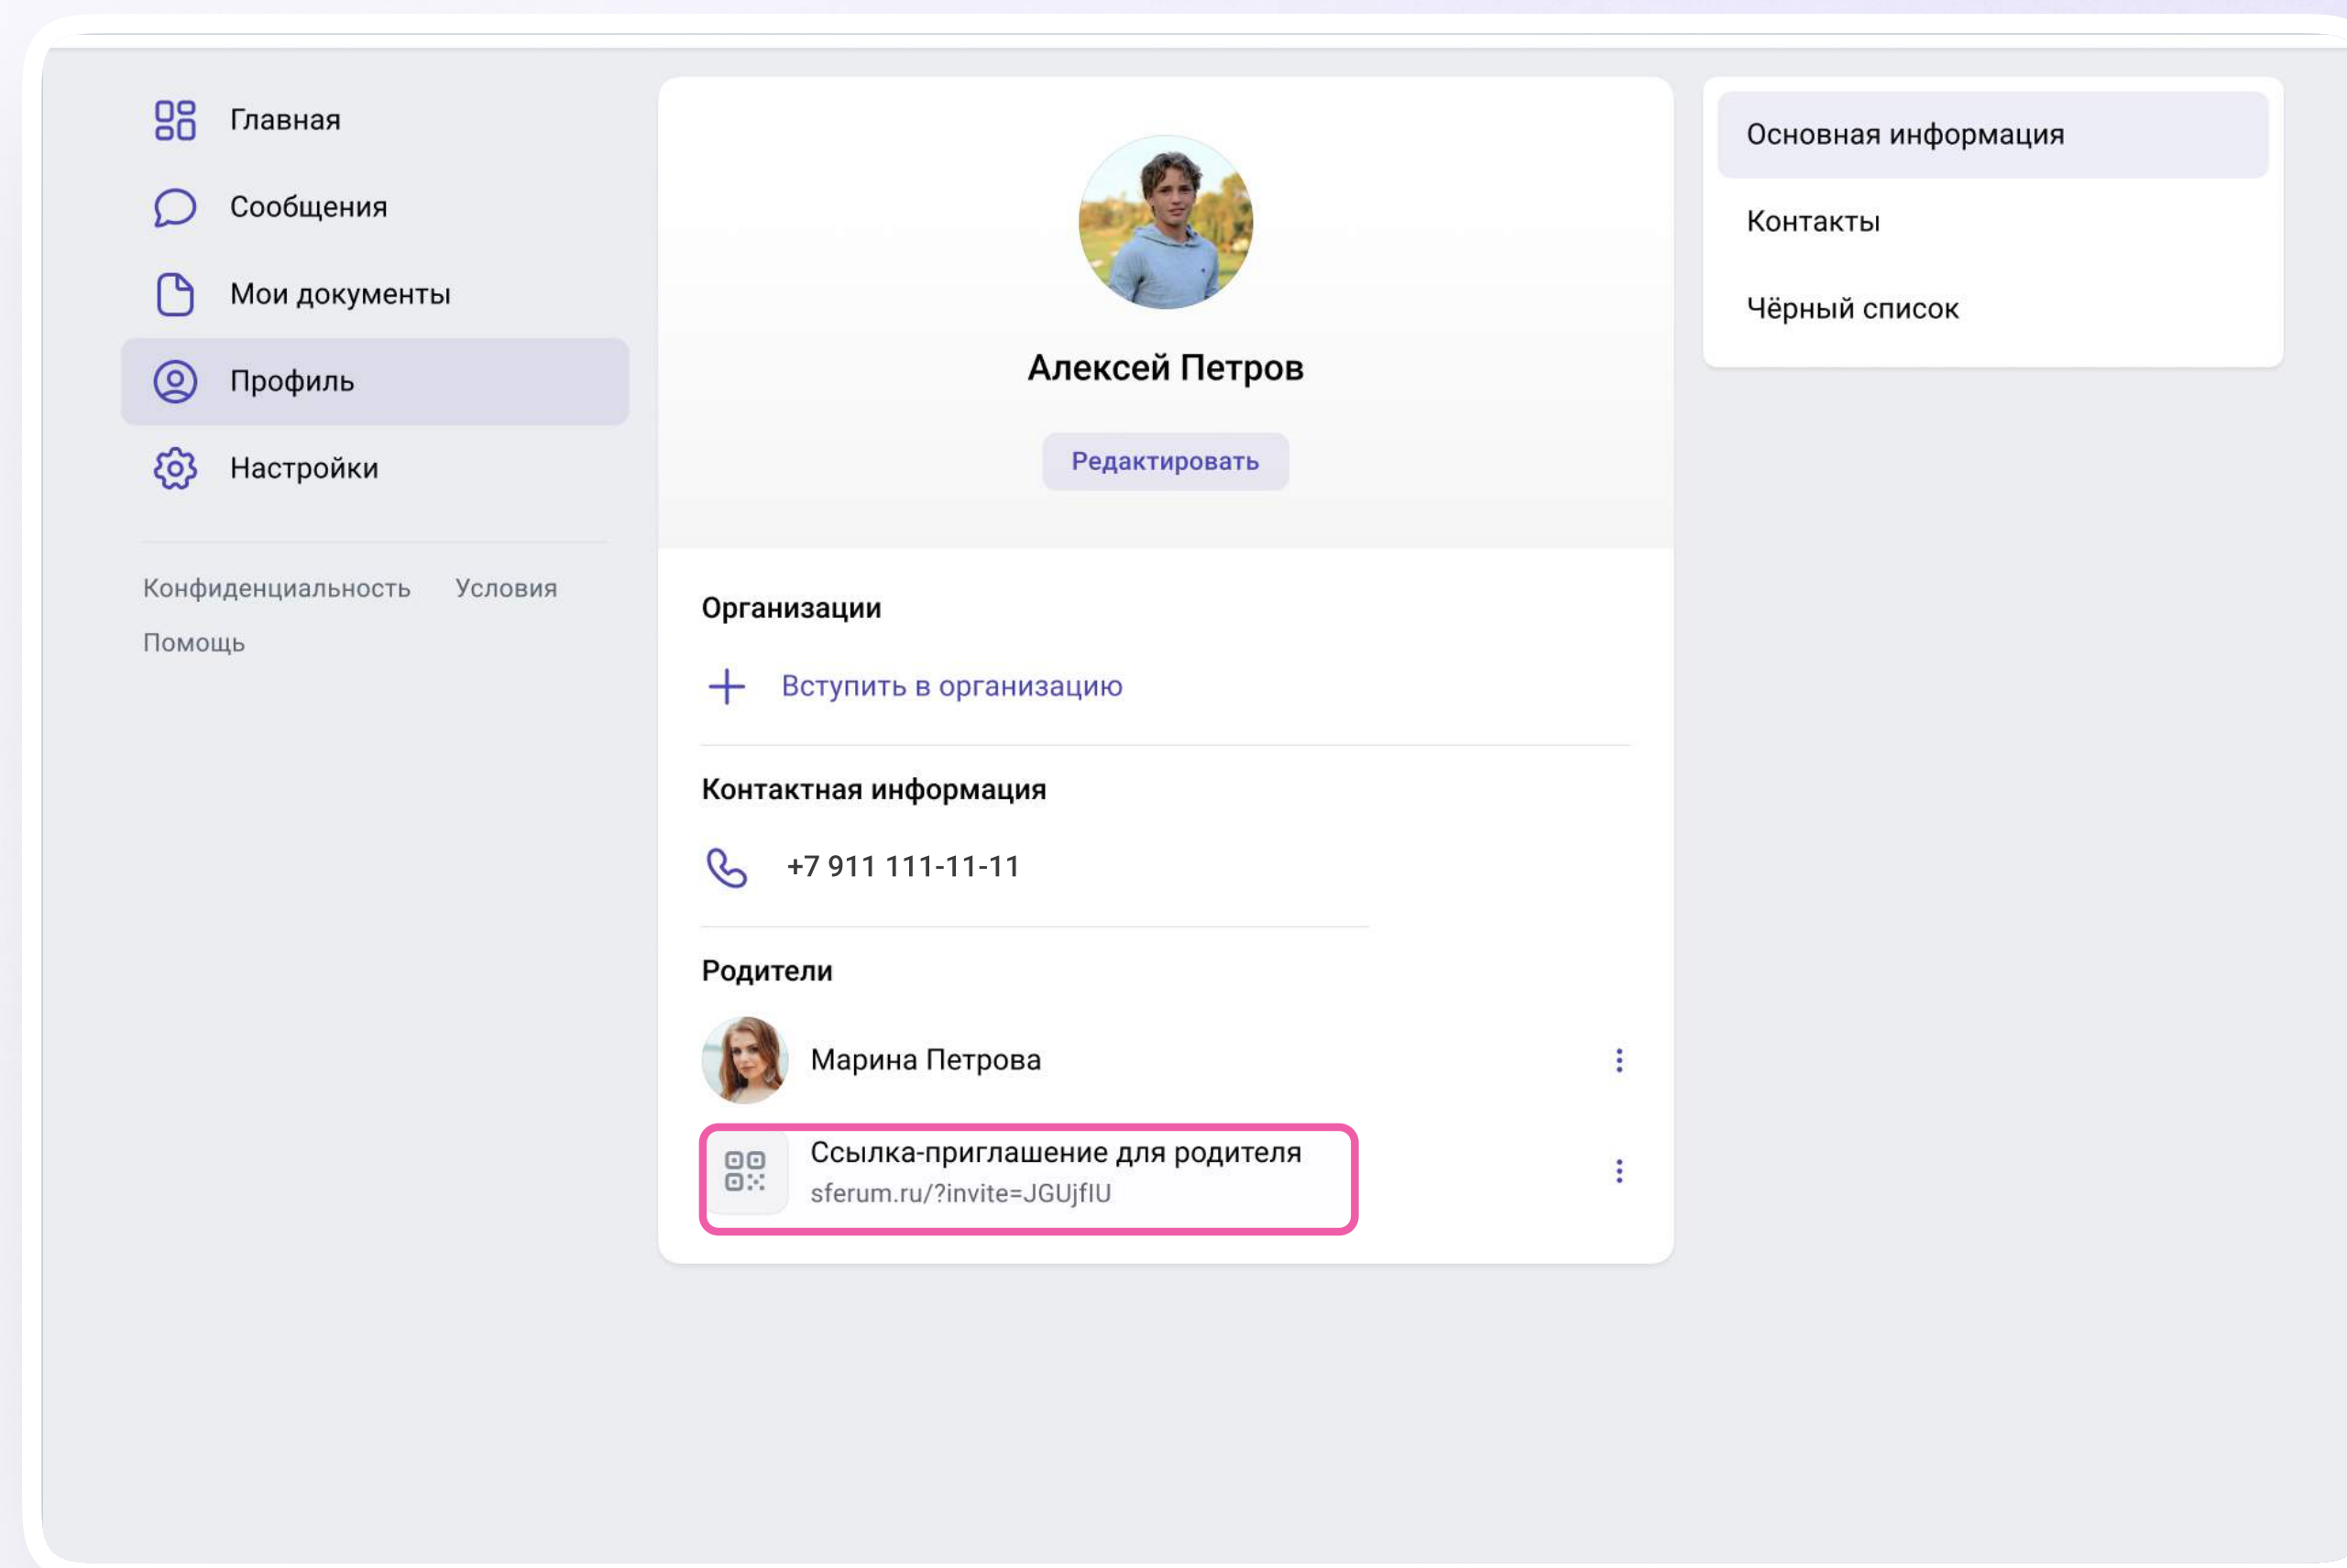 Главная
Сообщения
Мои документы
Профиль
Настройки
Конфиденциальность Условия
Помощь
Алексей Петров
Редактировать
Организации
Вступить в организацию
Контактная информация
+7 911 111-11-11
Родители
Марина Петрова
Ссылка-приглашение для родителя
sferum.ru/?invite=JGUjfIU
Основная информация
Контакты
Чёрный список